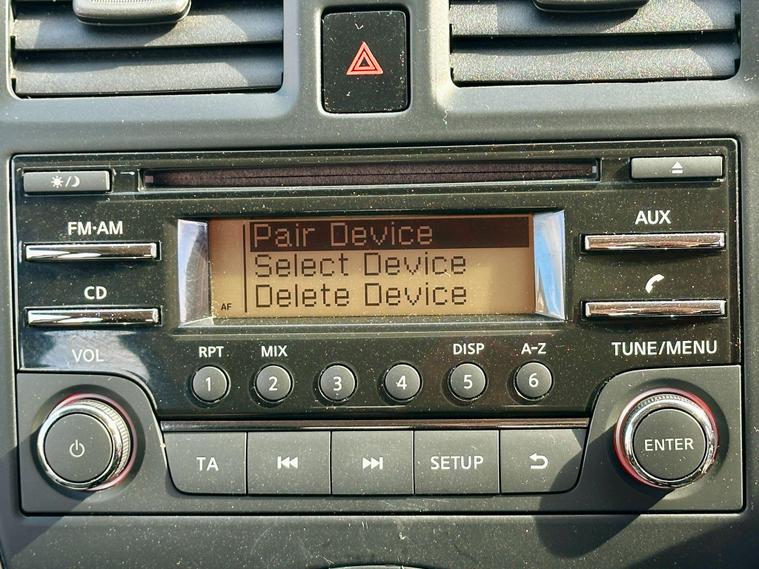 FM·AM
AUX
Pair Device
Select Device
Delete Device
AF
CD
VOL
RPT
MIX
DISP
A–Z
TUNE/MENU
1
2
3
4
5
6
ENTER
TA
SETUP